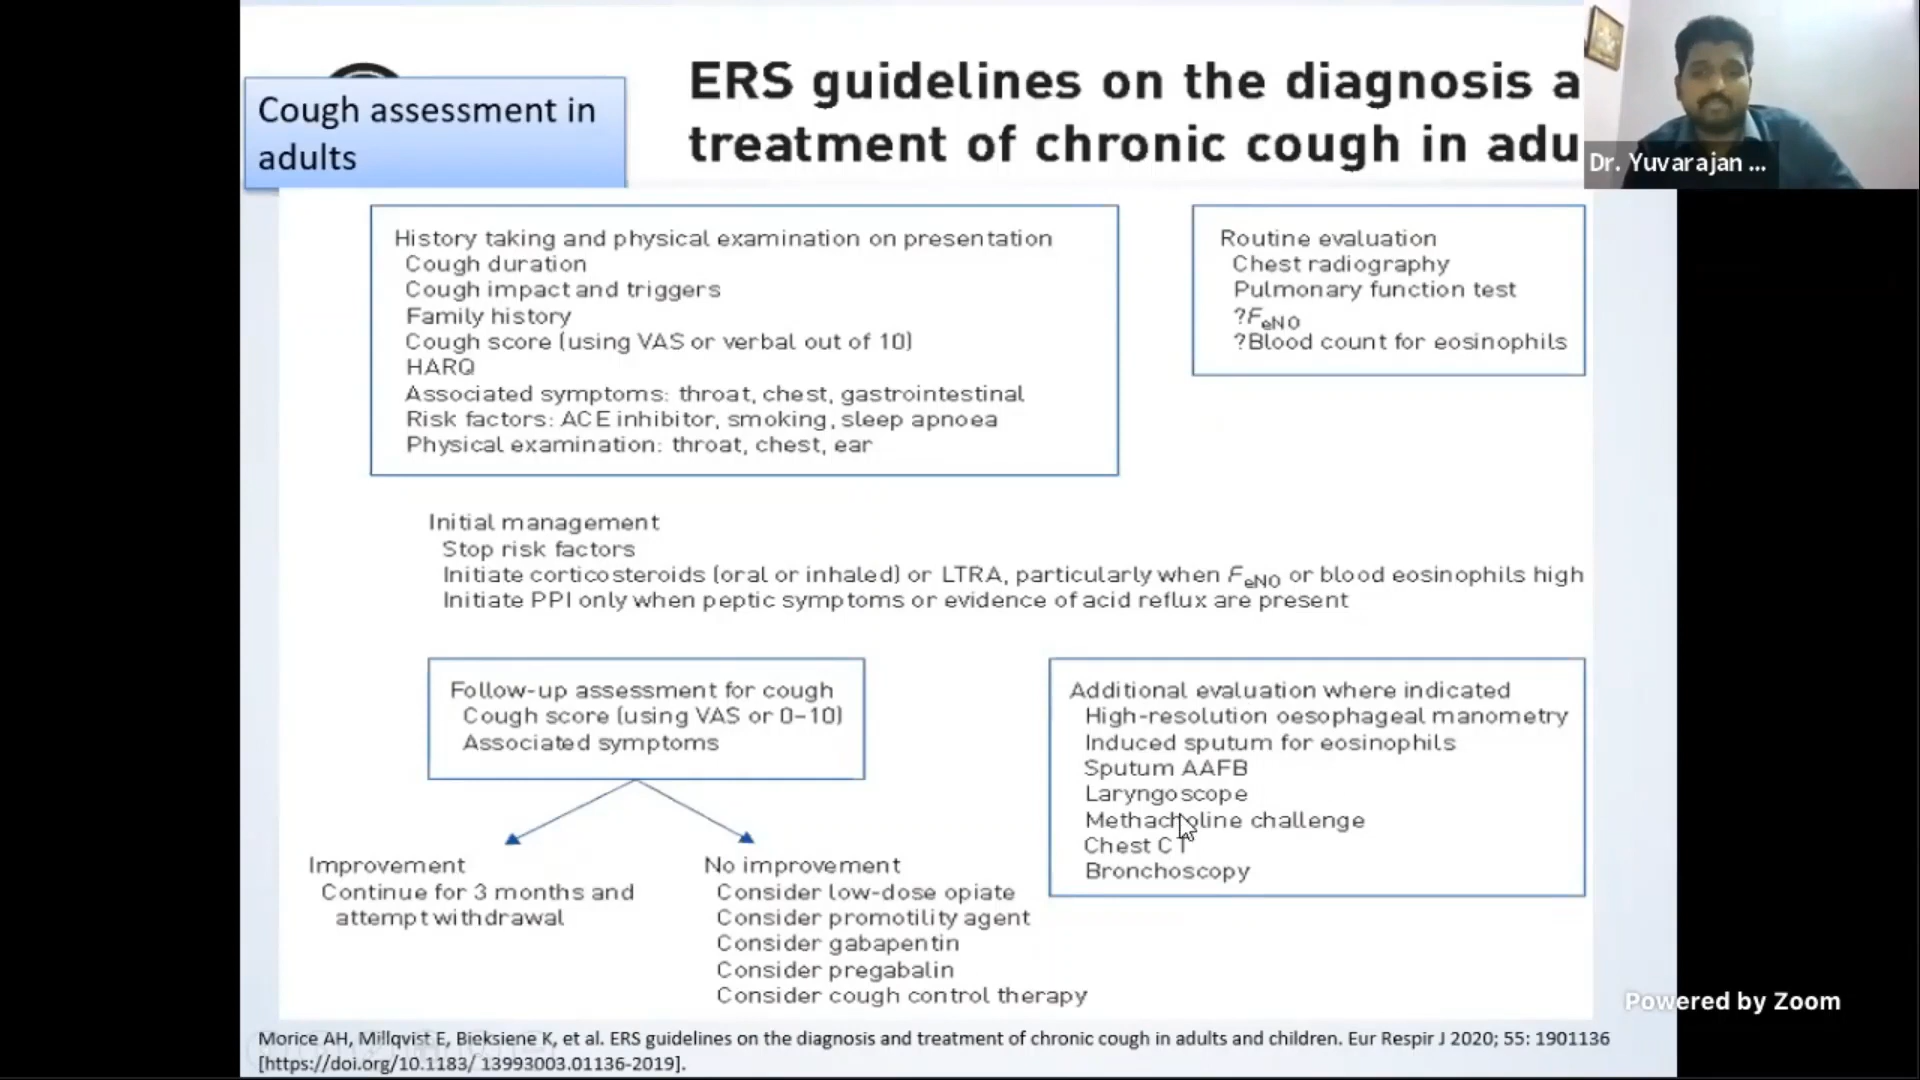 Cough assessment in
adults
ERS guidelines on the diagnosis a
treatment of chronic cough in adu
Dr. Yuvarajan ...
History taking and physical examination on presentation
Cough duration
Cough impact and triggers
Family history
Cough score (using VAS or verbal out of 10)
HARQ
Associated symptoms: throat, chest, gastrointestinal
Risk factors: ACE inhibitor, smoking, sleep apnoea
Physical examination: throat, chest, ear
Routine evaluation
Chest radiography
Pulmonary function test
?FeNO
?Blood count for eosinophils
Initial management
Stop risk factors
Initiate corticosteroids (oral or inhaled) or LTRA, particularly when FeNO or blood eosinophils high
Initiate PPI only when peptic symptoms or evidence of acid reflux are present
Follow-up assessment for cough
Cough score (using VAS or 0–10)
Associated symptoms
Improvement
Continue for 3 months and
attempt withdrawal
No improvement
Consider low-dose opiate
Consider promotility agent
Consider gabapentin
Consider pregabalin
Consider cough control therapy
Additional evaluation where indicated
High-resolution oesophageal manometry
Induced sputum for eosinophils
Sputum AAFB
Laryngoscope
Methacholine challenge
Chest CT
Bronchoscopy
Powered by Zoom
Morice AH, Millqvist E, Bieksiene K, et al. ERS guidelines on the diagnosis and treatment of chronic cough in adults and children. Eur Respir J 2020; 55: 1901136
[https://doi.org/10.1183/ 13993003.01136-2019].